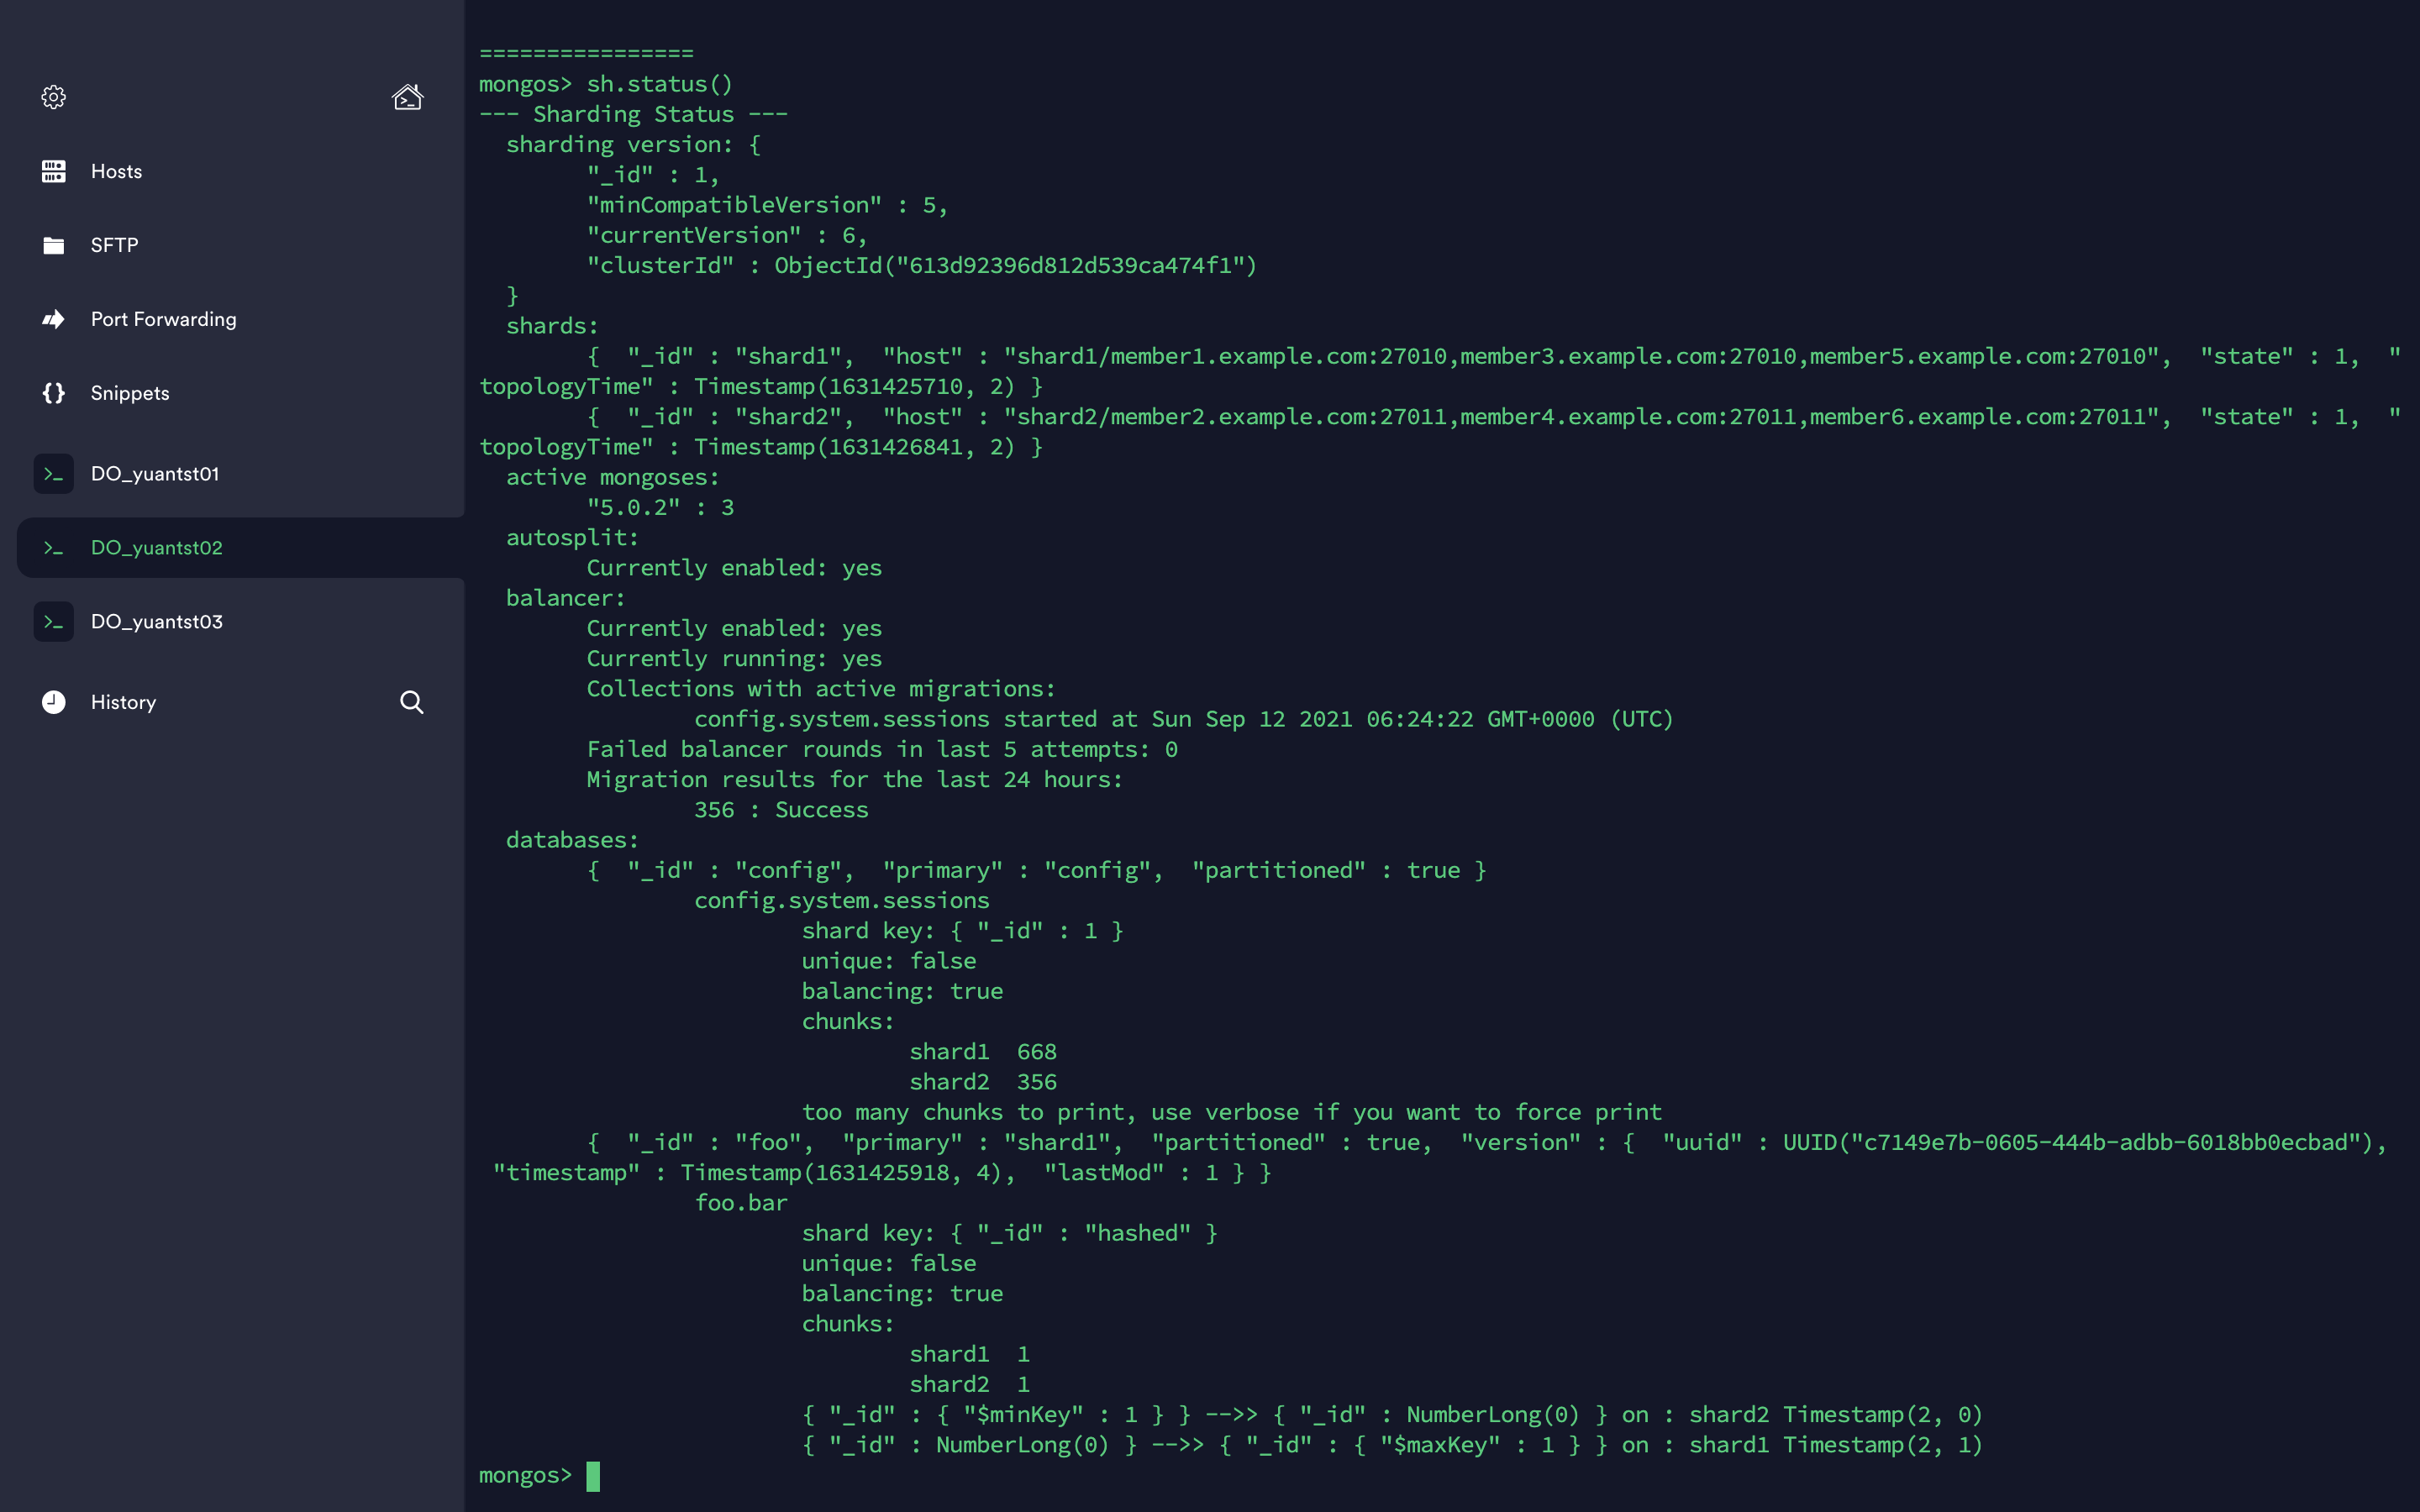 Hosts
SFTP
Port Forwarding
Snippets
DO_yuantst01
DO_yuantst02
DO_yuantst03
History
================
mongos> sh.status()
--- Sharding Status ---
  sharding version: {
        "_id" : 1,
        "minCompatibleVersion" : 5,
        "currentVersion" : 6,
        "clusterId" : ObjectId("613d92396d812d539ca474f1")
  }
  shards:
        {  "_id" : "shard1",  "host" : "shard1/member1.example.com:27010,member3.example.com:27010,member5.example.com:27010",  "state" : 1,  "
topologyTime" : Timestamp(1631425710, 2) }
        {  "_id" : "shard2",  "host" : "shard2/member2.example.com:27011,member4.example.com:27011,member6.example.com:27011",  "state" : 1,  "
topologyTime" : Timestamp(1631426841, 2) }
  active mongoses:
        "5.0.2" : 3
  autosplit:
        Currently enabled: yes
  balancer:
        Currently enabled: yes
        Currently running: yes
        Collections with active migrations:
                config.system.sessions started at Sun Sep 12 2021 06:24:22 GMT+0000 (UTC)
        Failed balancer rounds in last 5 attempts: 0
        Migration results for the last 24 hours:
                356 : Success
  databases:
        {  "_id" : "config",  "primary" : "config",  "partitioned" : true }
                config.system.sessions
                        shard key: { "_id" : 1 }
                        unique: false
                        balancing: true
                        chunks:
                                shard1  668
                                shard2  356
                        too many chunks to print, use verbose if you want to force print
        {  "_id" : "foo",  "primary" : "shard1",  "partitioned" : true,  "version" : {  "uuid" : UUID("c7149e7b-0605-444b-adbb-6018bb0ecbad"),
 "timestamp" : Timestamp(1631425918, 4),  "lastMod" : 1 } }
                foo.bar
                        shard key: { "_id" : "hashed" }
                        unique: false
                        balancing: true
                        chunks:
                                shard1  1
                                shard2  1
                        { "_id" : { "$minKey" : 1 } } -->> { "_id" : NumberLong(0) } on : shard2 Timestamp(2, 0)
                        { "_id" : NumberLong(0) } -->> { "_id" : { "$maxKey" : 1 } } on : shard1 Timestamp(2, 1)
mongos>